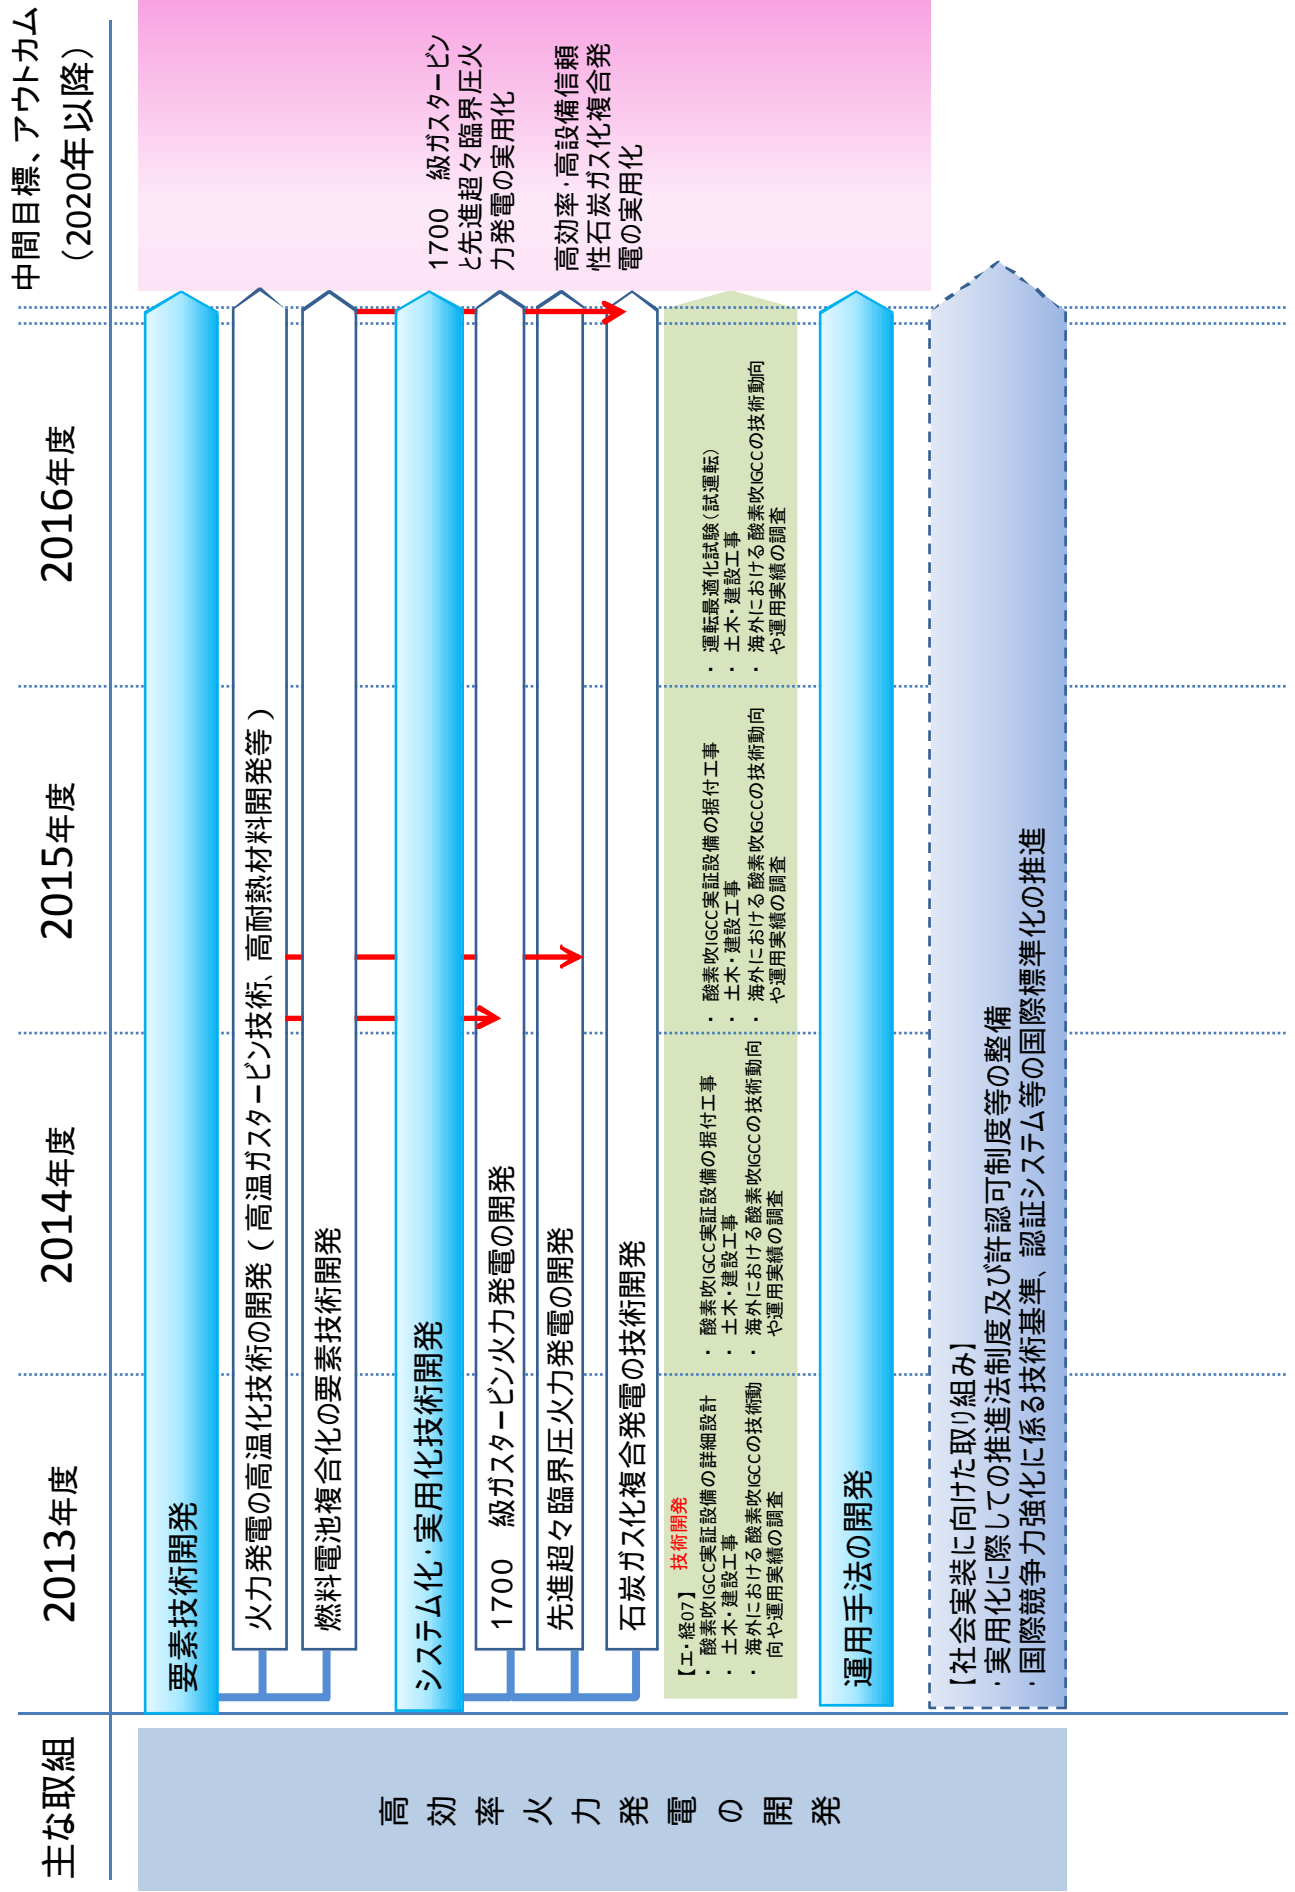 主な取組
2013年度
2014年度
2015年度
2016年度
中間目標、アウトカム
（2020年以降）
高効率火力発電の開発
要素技術開発
火力発電の高温化技術の開発（高温ガスタービン技術、高耐熱材料開発等）
燃料電池複合化の要素技術開発
システム化・実用化技術開発
1700　級ガスタービン火力発電の開発
先進超々臨界圧火力発電の開発
石炭ガス化複合発電の技術開発
【エ・経07】　技術開発
・ 酸素吹IGCC実証設備の詳細設計
・ 土木・建設工事
・ 海外における酸素吹IGCCの技術動
向や運用実績の調査
・ 酸素吹IGCC実証設備の据付工事
・ 土木・建設工事
・ 海外における酸素吹IGCCの技術動向
や運用実績の調査
・ 酸素吹IGCC実証設備の据付工事
・ 土木・建設工事
・ 海外における酸素吹IGCCの技術動向
や運用実績の調査
・ 運転最適化試験（試運転）
・ 土木・建設工事
・ 海外における酸素吹IGCCの技術動向
や運用実績の調査
運用手法の開発
【社会実装に向けた取り組み】
・実用化に際しての推進法制度及び許認可制度等の整備
・国際競争力強化に係る技術基準、認証システム等の国際標準化の推進
1700　級ガスタービン
と先進超々臨界圧火
力発電の実用化
高効率・高設備信頼
性石炭ガス化複合発
電の実用化